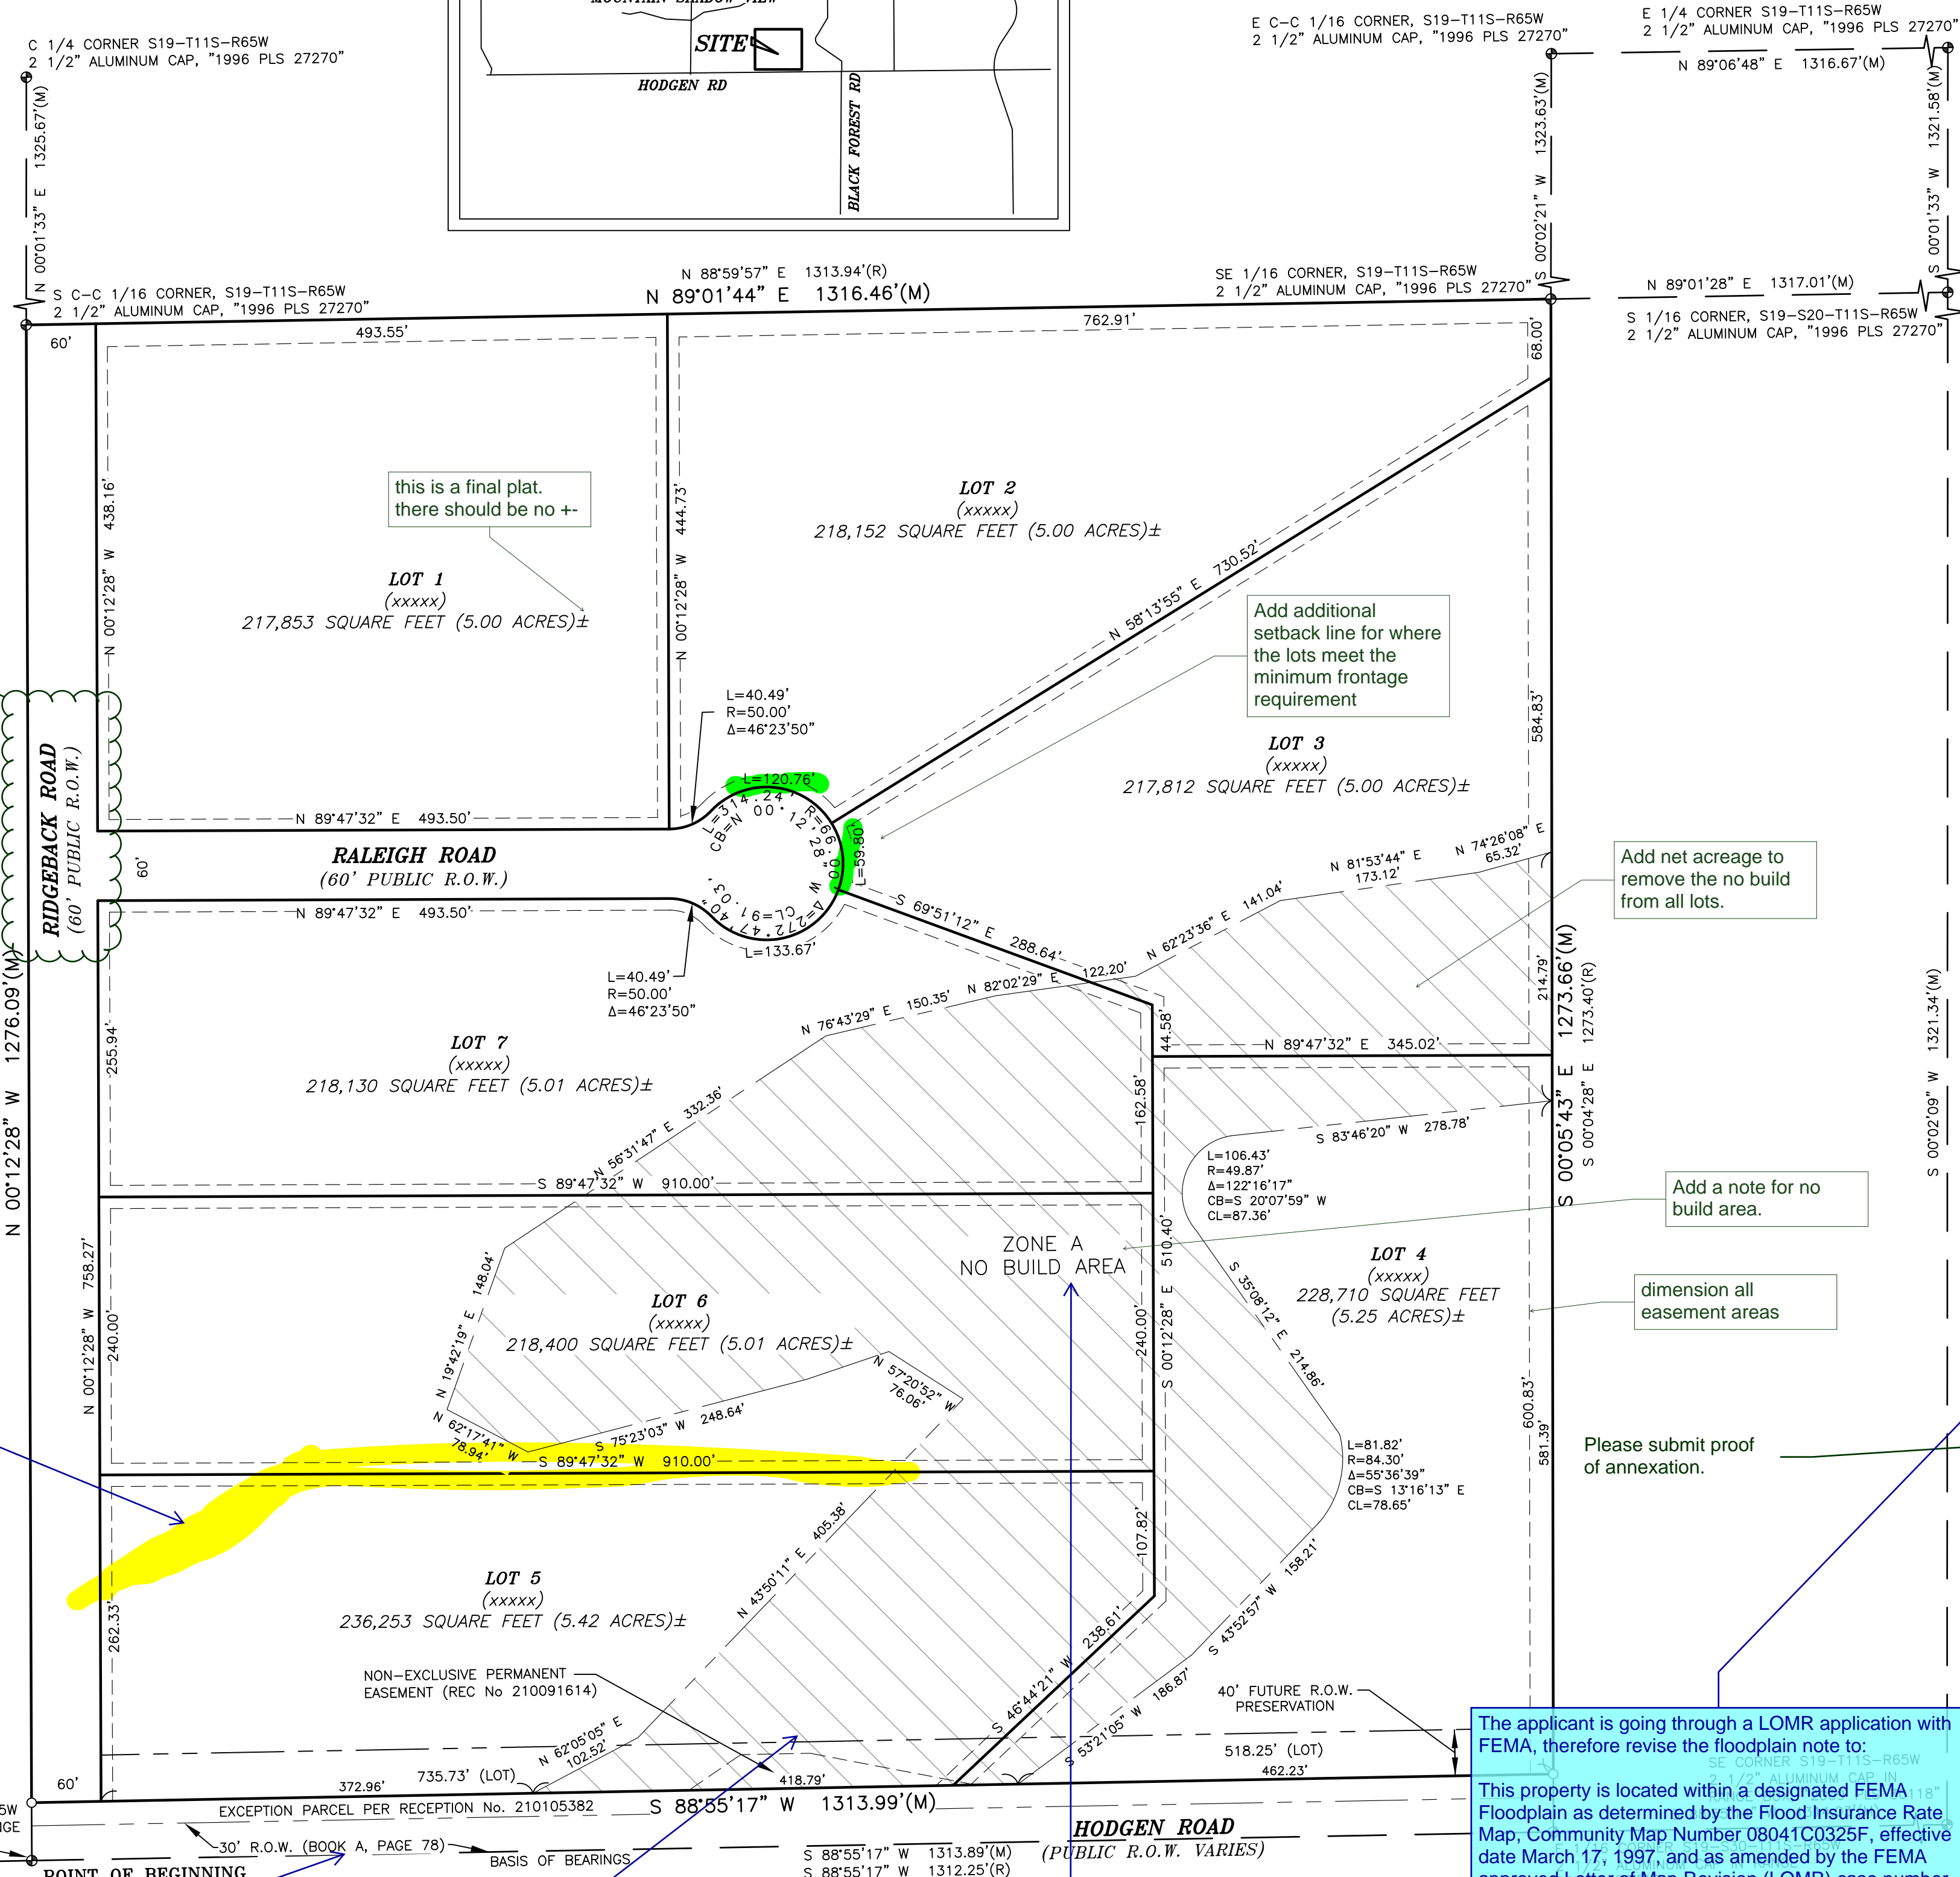 MOUNTAIN SHADOW VIEW
SITE
HODGEN RD
BLACK FOREST RD
C 1/4 CORNER S19-T11S-R65W
2 1/2" ALUMINUM CAP, "1996 PLS 27270"
E C-C 1/16 CORNER, S19-T11S-R65W
2 1/2" ALUMINUM CAP, "1996 PLS 27270"
E 1/4 CORNER S19-T11S-R65W
2 1/2" ALUMINUM CAP, "1996 PLS 27270"
N 89°06'48" E 1316.67'(M)
N 00°01'33" E 1325.67'(M)
S 00°02'21" W 1323.63'(M)
S 00°01'33" W 1321.58'(M)
S C-C 1/16 CORNER, S19-T11S-R65W
2 1/2" ALUMINUM CAP, "1996 PLS 27270"
N 88°59'57" E 1313.94'(R)
N 89°01'44" E 1316.46'(M)
SE 1/16 CORNER, S19-T11S-R65W
2 1/2" ALUMINUM CAP, "1996 PLS 27270"
N 89°01'28" E 1317.01'(M)
S 1/16 CORNER, S19-S20-T11S-R65W
2 1/2" ALUMINUM CAP, "1996 PLS 27270"
60'
493.55'
762.91'
68.00'
N 00°12'28" W 438.16'
this is a final plat.
there should be no +-
LOT 1
(xxxxx)
217,853 SQUARE FEET (5.00 ACRES)±
N 00°12'28" W 444.73'
LOT 2
(xxxxx)
218,152 SQUARE FEET (5.00 ACRES)±
N 58°13'55" E 730.52'
Add additional
setback line for where
the lots meet the
minimum frontage
requirement
LOT 3
(xxxxx)
217,812 SQUARE FEET (5.00 ACRES)±
584.83'
L=40.49'
R=50.00'
Δ=46°23'50"
L=120.76'
L=314.24'
R=66.00'
Δ=272°47'40"
CB=N 00°12'28" W
CL=91.03'
L=59.80'
L=133.67'
RIDGEBACK ROAD
(60' PUBLIC R.O.W.)
N 89°47'32" E 493.50'
RALEIGH ROAD
(60' PUBLIC R.O.W.)
60'
N 89°47'32" E 493.50'
L=40.49'
R=50.00'
Δ=46°23'50"
S 69°51'12" E 288.64'
N 62°23'36" E 141.04'
N 81°53'44" E
173.12'
N 74°26'08" E
65.32'
Add net acreage to
remove the no build
from all lots.
214.79'
N 00°12'28" W 1276.09'(M)
S 00°05'43" E 1273.66'(M)
S 00°04'28" E 1273.40'(R)
S 00°02'09" W 1321.34'(M)
255.94'
LOT 7
(xxxxx)
218,130 SQUARE FEET (5.01 ACRES)±
N 56°31'47" E 332.36'
N 76°43'29" E 150.35'
N 82°02'29" E 122.20'
44.58'
N 89°47'32" E 345.02'
162.58'
S 83°46'20" W 278.78'
L=106.43'
R=49.87'
Δ=122°16'17"
CB=S 20°07'59" W
CL=87.36'
S 89°47'32" W 910.00'
Add a note for no
build area.
ZONE A
NO BUILD AREA
S 00°12'28" E 510.40'
LOT 4
(xxxxx)
228,710 SQUARE FEET
(5.25 ACRES)±
dimension all
easement areas
N 00°12'28" W 758.27'
240.00'
N 19°42'19" E 148.04'
LOT 6
(xxxxx)
218,400 SQUARE FEET (5.01 ACRES)±
240.00'
S 35°08'12" E 214.86'
N 57°20'52" W
76.06'
S 75°23'03" W 248.64'
N 62°17'41" W
78.94'
S 89°47'32" W 910.00'
600.83'
581.39'
L=81.82'
R=84.30'
Δ=55°36'39"
CB=S 13°16'13" E
CL=78.65'
Please submit proof
of annexation.
107.82'
N 43°50'11" E 405.38'
LOT 5
(xxxxx)
236,253 SQUARE FEET (5.42 ACRES)±
262.33'
S 43°52'57" W 158.21'
S 46°44'21" W 238.61'
S 53°21'05" W 186.87'
NON-EXCLUSIVE PERMANENT
EASEMENT (REC No 210091614)
40' FUTURE R.O.W.
PRESERVATION
N 62°05'05" E
102.52'
60'
372.96'
735.73' (LOT)
418.79'
518.25' (LOT)
462.23'
EXCEPTION PARCEL PER RECEPTION No. 210105382
S 88°55'17" W 1313.99'(M)
30' R.O.W. (BOOK A, PAGE 78)
BASIS OF BEARINGS
HODGEN ROAD
(PUBLIC R.O.W. VARIES)
S 88°55'17" W 1313.89'(M)
S 88°55'17" W 1312.25'(R)
POINT OF BEGINNING
The applicant is going through a LOMR application with
FEMA, therefore revise the floodplain note to:
This property is located within a designated FEMA
Floodplain as determined by the Flood Insurance Rate
Map, Community Map Number 08041C0325F, effective
date March 17, 1997, and as amended by the FEMA
approved Letter of Map Revision (LOMR) case number
SE CORNER S19-T11S-R65W